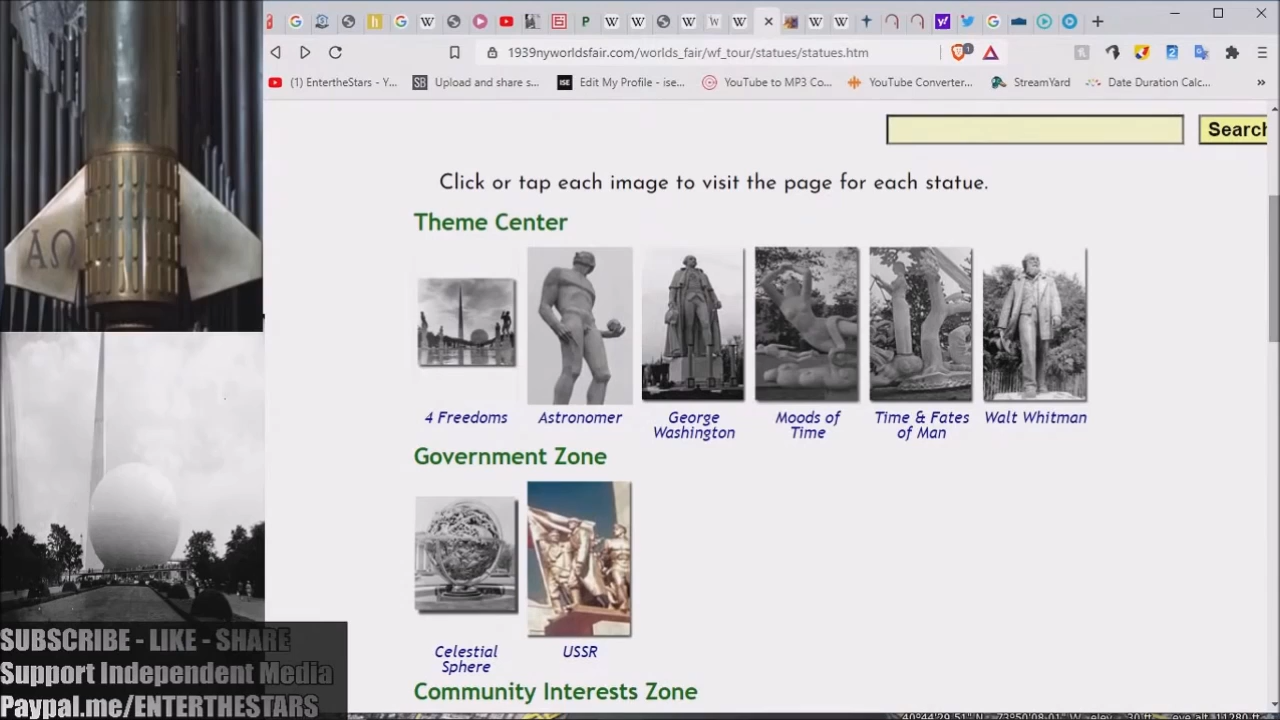 1939nyworldsfair.com/worlds_fair/wf_tour/statues/statues.htm
(1) EntertheStars - Y...
Upload and share s...
Edit My Profile - ise...
YouTube to MP3 Co...
YouTube Converter...
StreamYard
Date Duration Calc...
Search
Click or tap each image to visit the page for each statue.
Theme Center
4 Freedoms
Astronomer
George
Washington
Moods of
Time
Time & Fates
of Man
Walt Whitman
Government Zone
Celestial
Sphere
USSR
Community Interests Zone
ΑΩ
SUBSCRIBE - LIKE - SHARE
Support Independent Media
Paypal.me/ENTERTHESTARS